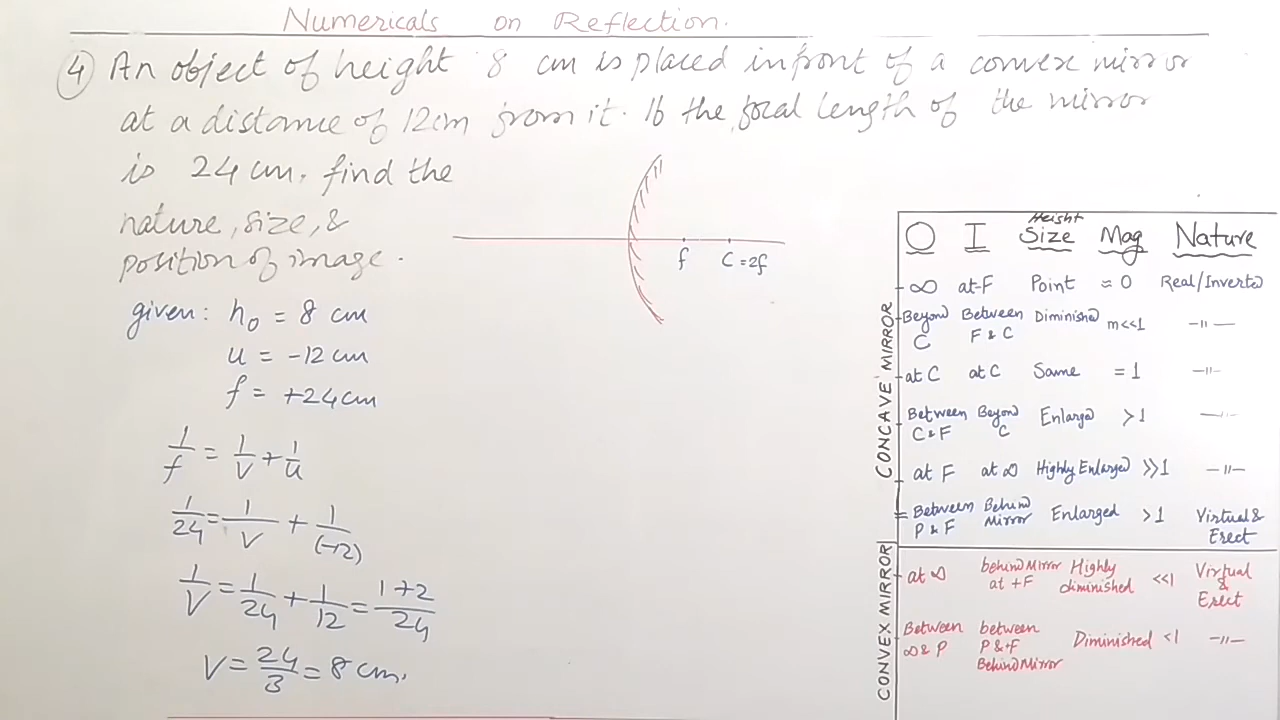 Numericals on Reflection.
4) An object of height 8 cm is placed infront of a convex mirror
at a distance of 12cm from it. If the focal length of the mirror
is 24 cm, find the
nature, size, &
position of image.
f C=2f
given: h₀ = 8 cm
u = -12 cm
f = +24cm
1/f = 1/v + 1/u
1/24 = 1/v + 1/(-12)
1/v = 1/24 + 1/12 = 1+2/24
V = 24/3 = 8 cm.
O I Height Size Mag Nature
CONCAVE MIRROR
∞ at F Point ≈ 0 Real/Inverted
Beyond C Between F & C Diminished m<<1 -"-
at C at C Same = 1 -"-
Between C & F Beyond C Enlarged >1 -"-
at F at ∞ Highly Enlarged >>1 -"-
Between P & F Behind Mirror Enlarged >1 Virtual & Erect
CONVEX MIRROR
at ∞ behind Mirror at +F Highly diminished <<1 Virtual & Erect
Between ∞ & P between P & +F Behind Mirror Diminished <1 -"-